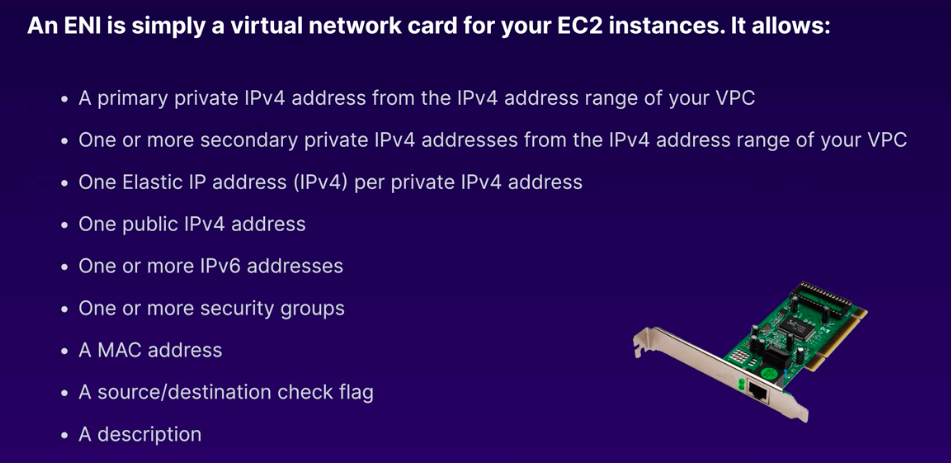 An ENI is simply a virtual network card for your EC2 instances. It allows:
• A primary private IPv4 address from the IPv4 address range of your VPC
• One or more secondary private IPv4 addresses from the IPv4 address range of your VPC
• One Elastic IP address (IPv4) per private IPv4 address
• One public IPv4 address
• One or more IPv6 addresses
• One or more security groups
• A MAC address
• A source/destination check flag
• A description